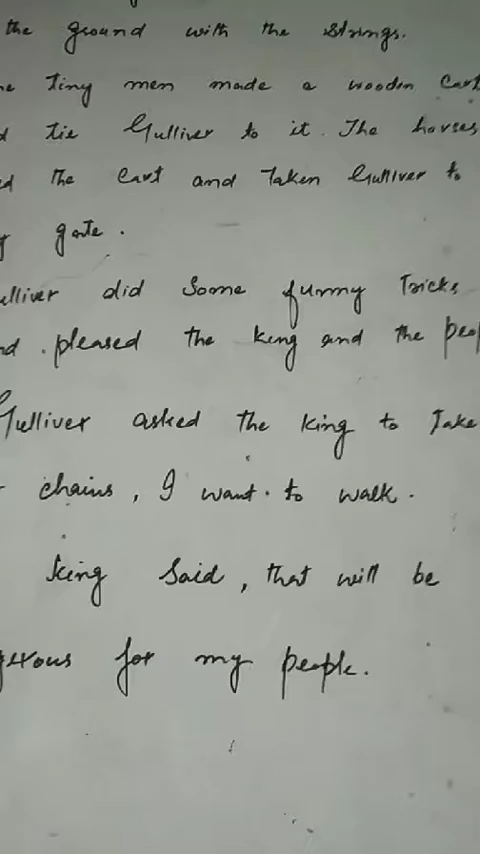 the ground with the strings.
Tiny men made a wooden Cart
tie Gulliver to it. The horses
the Cart and Taken Gulliver to
gate.
ulliver did Some funny Tricks
pleased the king and the peo
Gulliver asked the King to Take
chains, I want. to walk.
King Said, that will be
gerous for my people.